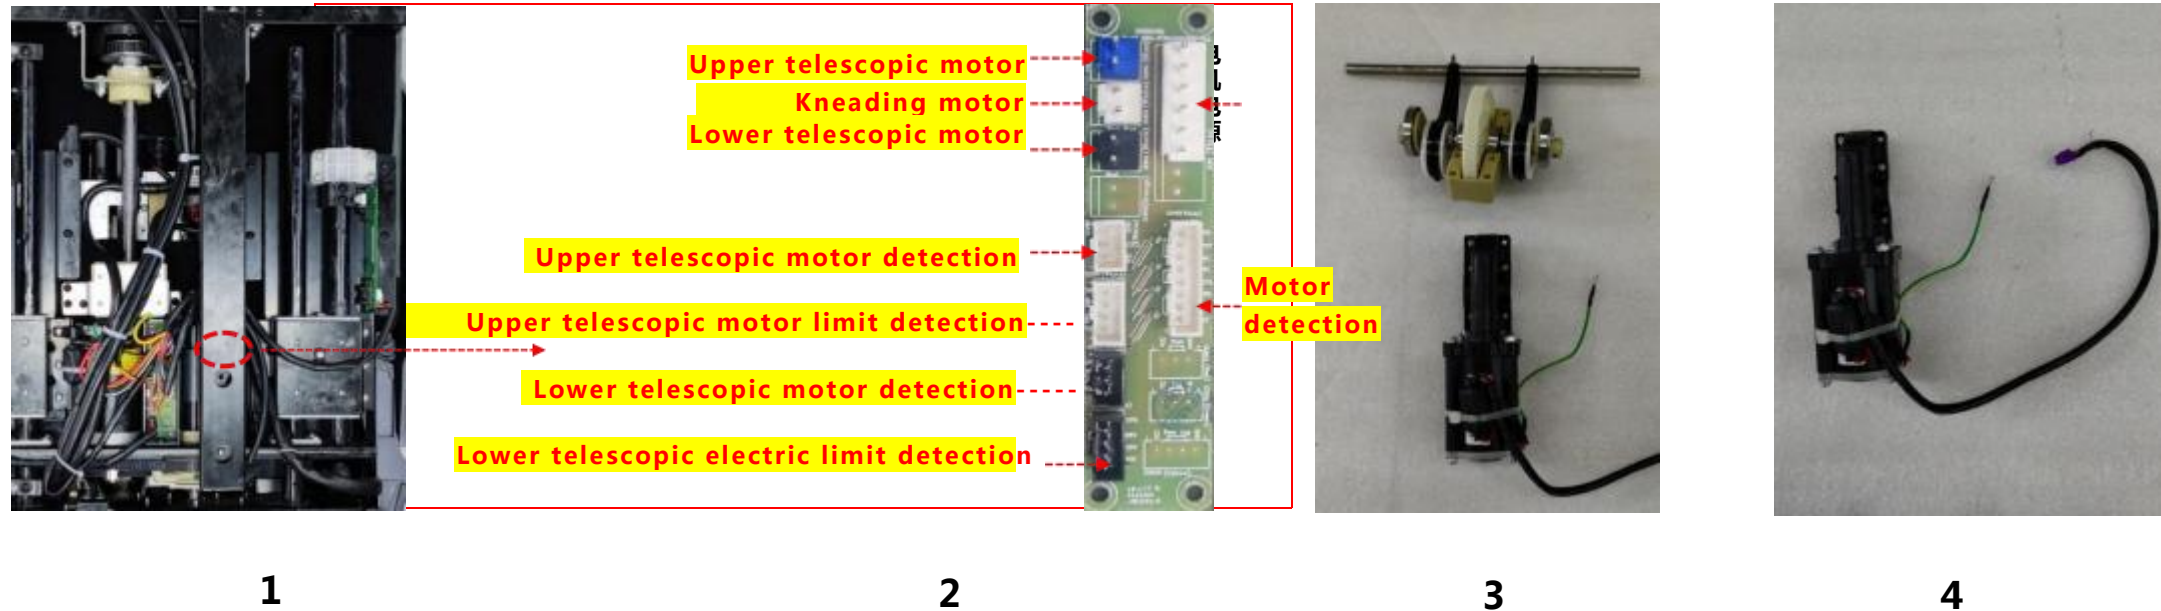 Upper telescopic motor
Kneading motor
Lower telescopic motor
Upper telescopic motor detection
Upper telescopic motor limit detection
Lower telescopic motor detection
Lower telescopic electric limit detection
Motor
detection
1
2
3
4